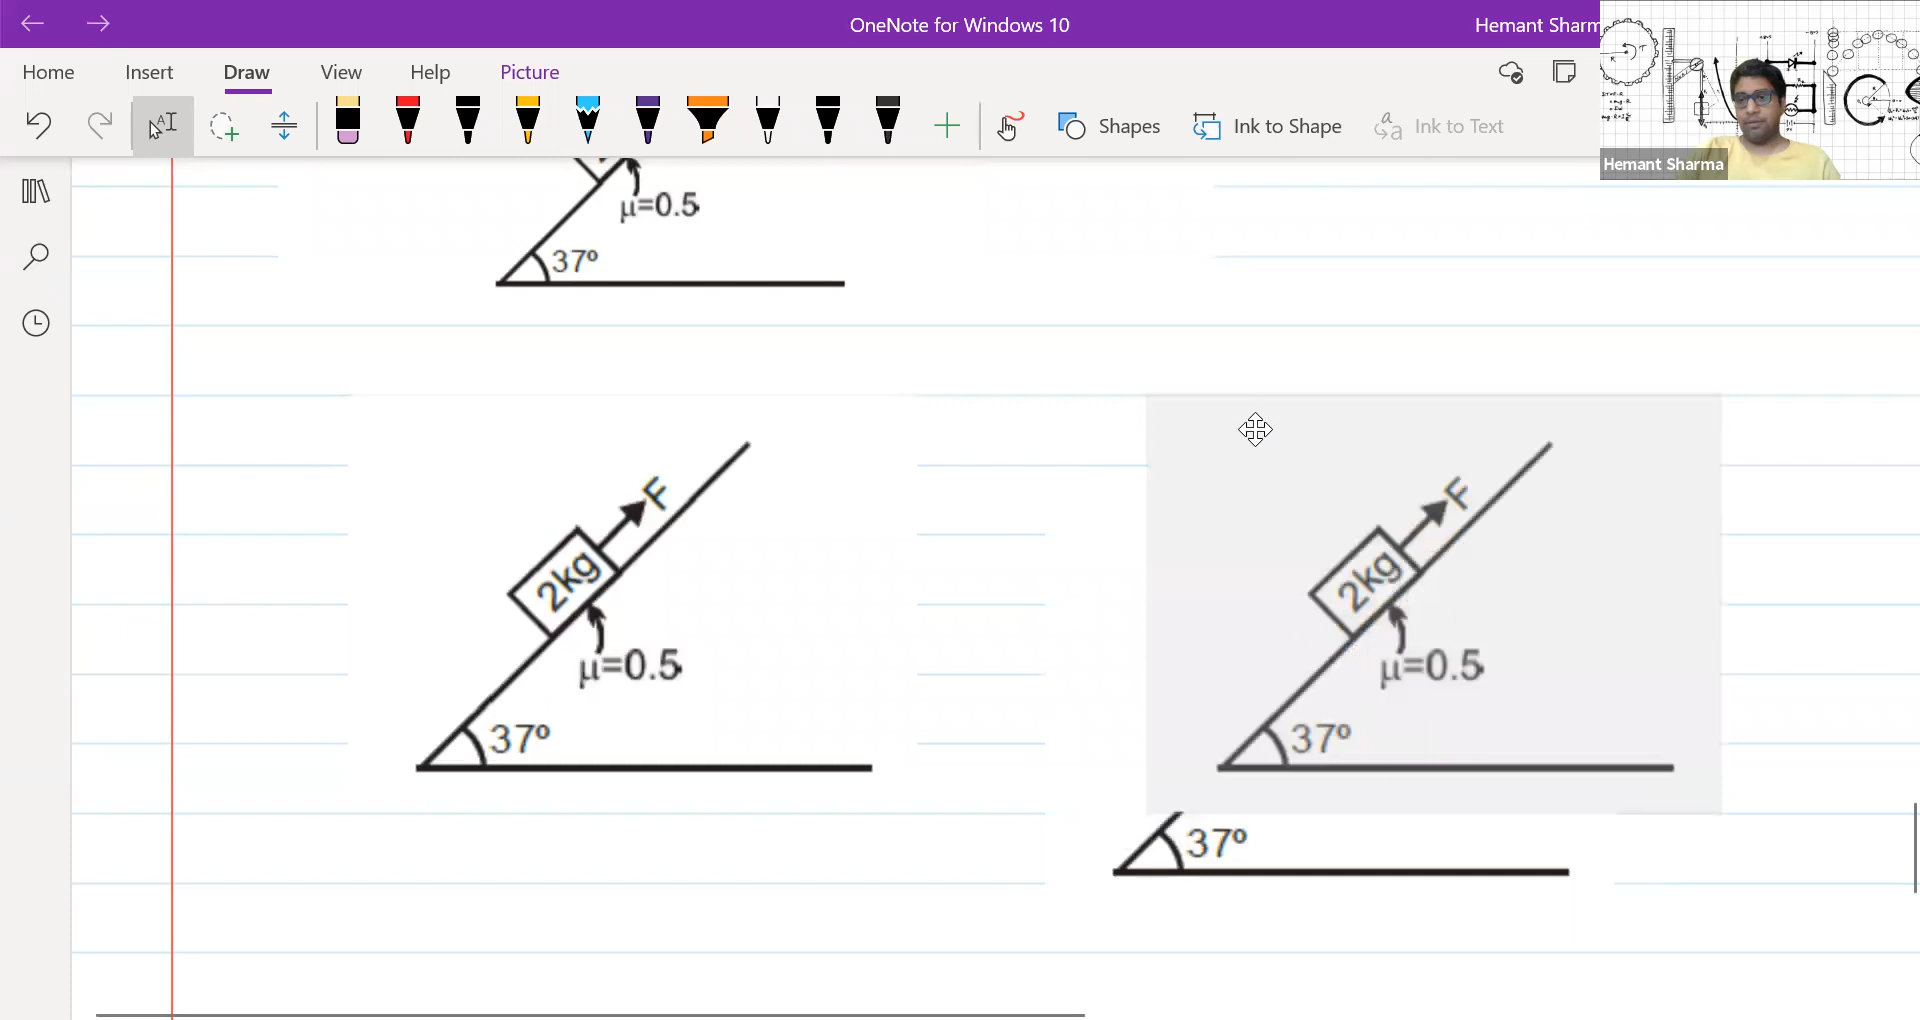 OneNote for Windows 10
Hemant Sharm
Home Insert Draw View Help Picture
Shapes Ink to Shape Ink to Text
Hemant Sharma
μ=0.5
37º
F
2kg
μ=0.5
37º
F
2kg
μ=0.5
37º
37º